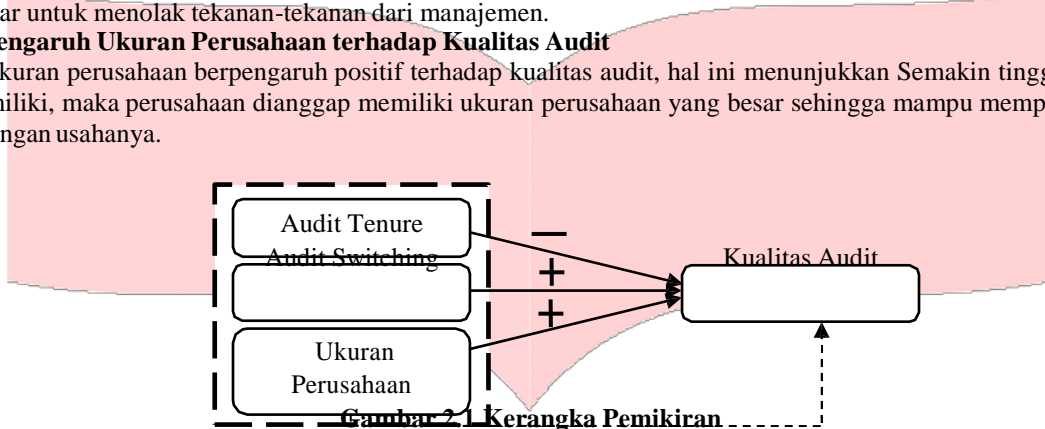 ar untuk menolak tekanan-tekanan dari manajemen.
engaruh Ukuran Perusahaan terhadap Kualitas Audit
kuran perusahaan berpengaruh positif terhadap kualitas audit, hal ini menunjukkan Semakin tingg
iliki, maka perusahaan dianggap memiliki ukuran perusahaan yang besar sehingga mampu memp
ngan usahanya.
Audit Tenure
Audit Switching
Ukuran
Perusahaan
—
+
+
Kualitas Audit
Gambar 2.1 Kerangka Pemikiran